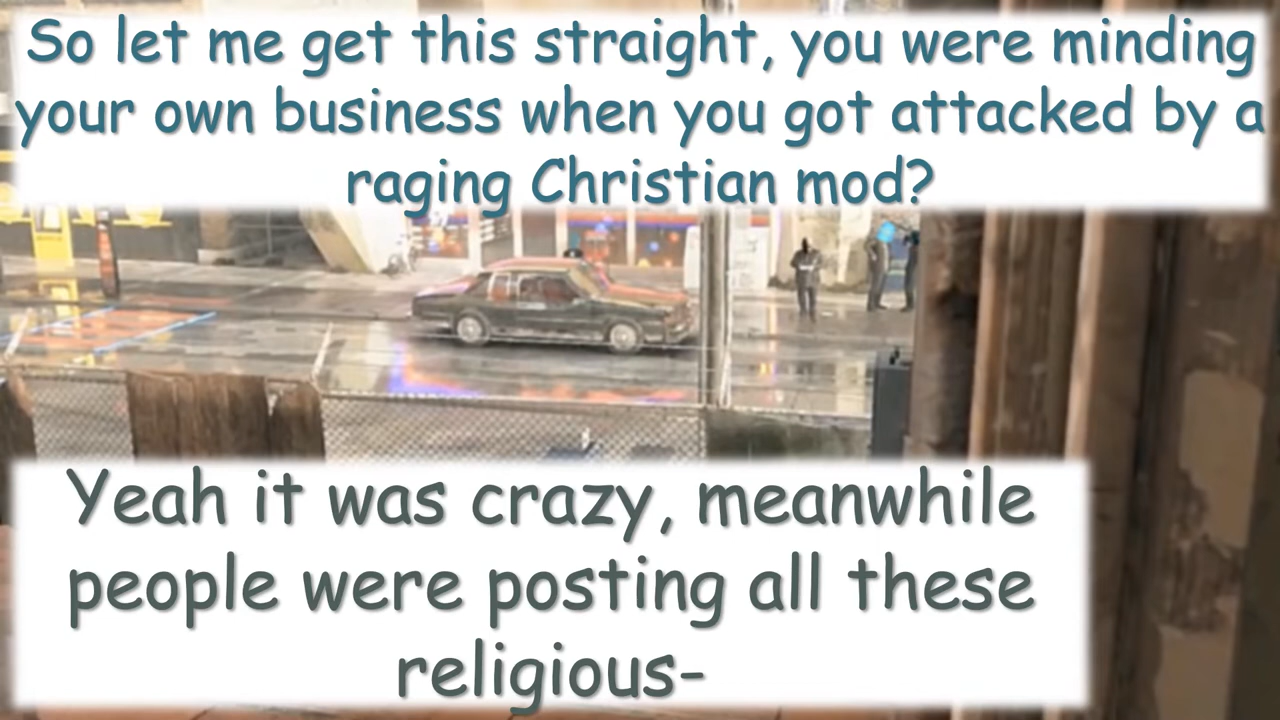 So let me get this straight, you were minding
your own business when you got attacked by a
raging Christian mod?
Yeah it was crazy, meanwhile
people were posting all these
religious-